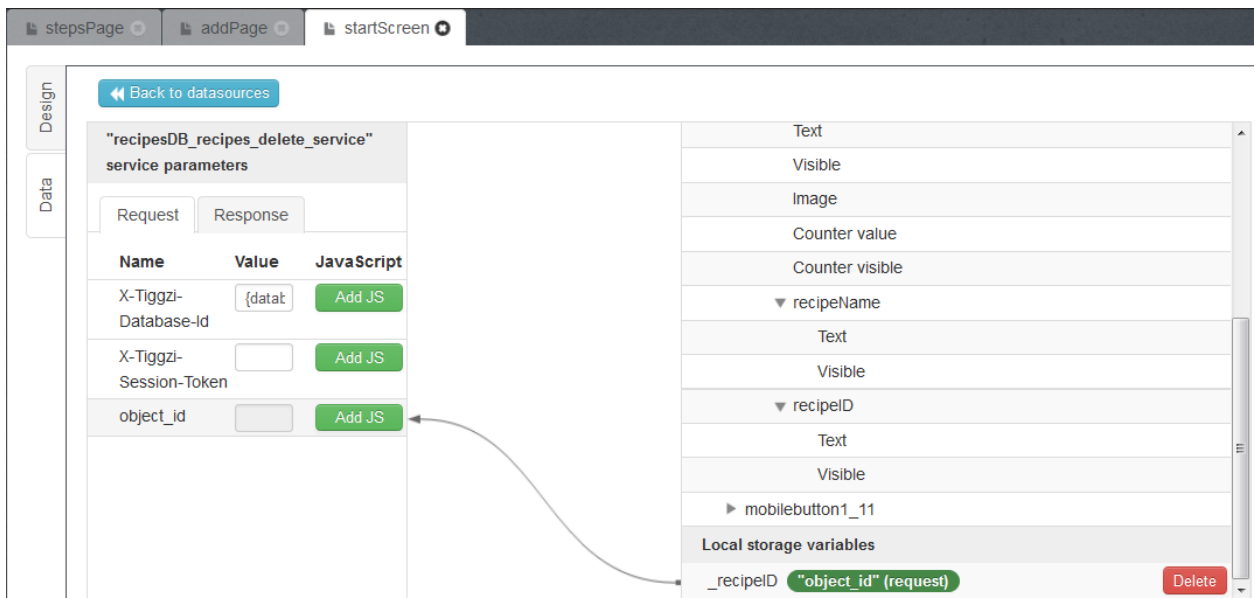 stepsPage
addPage
startScreen
Design
Data
Back to datasources
"recipesDB_recipes_delete_service"
service parameters
Request
Response
Name Value JavaScript
X-Tiggzi-
Database-Id
{datab
Add JS
X-Tiggzi-
Session-Token
Add JS
object_id
Add JS
Text
Visible
Image
Counter value
Counter visible
recipeName
Text
Visible
recipeID
Text
Visible
mobilebutton1_11
Local storage variables
_recipeID "object_id" (request) Delete